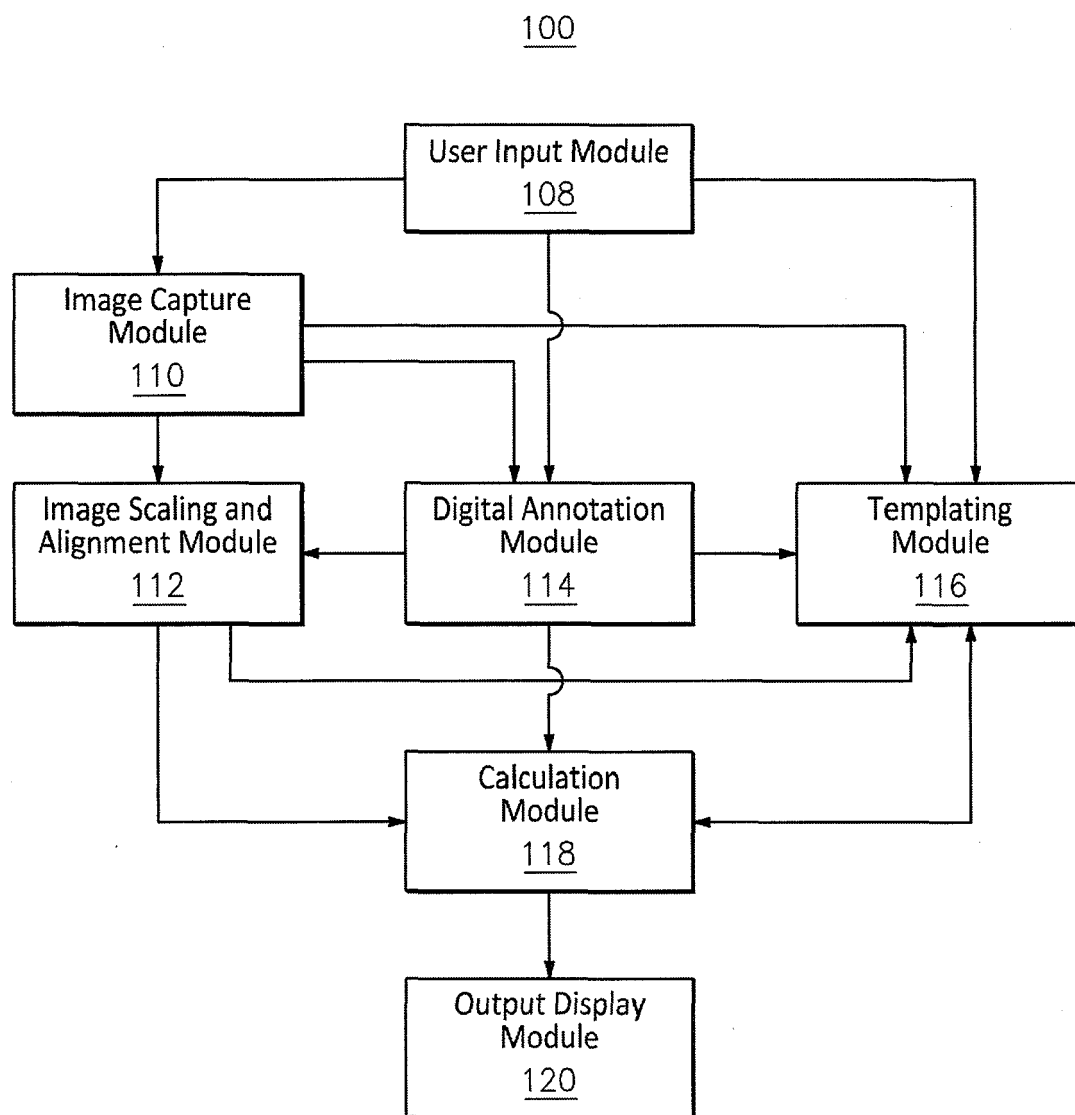 100
User Input Module
108
Image Capture
Module
110
Image Scaling and
Alignment Module
112
Digital Annotation
Module
114
Templating
Module
116
Calculation
Module
118
Output Display
Module
120